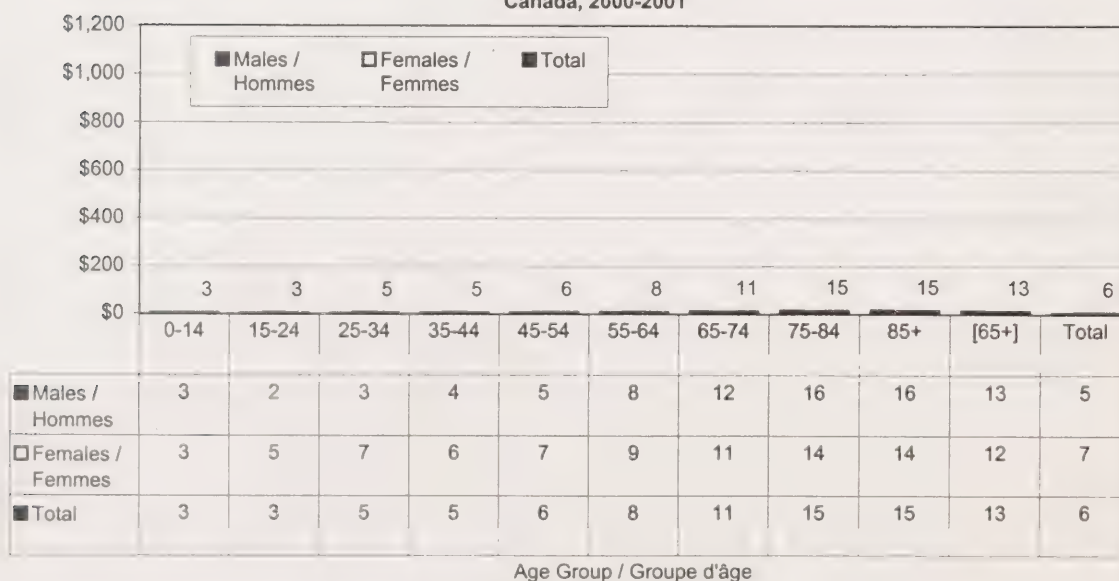 Canada, 2000-2001
$1,200
$1,000
$800
$600
$400
$200
$0
Males / Females / Total
Hommes Femmes
3 3 5 5 6 8 11 15 15 13 6
0-14 15-24 25-34 35-44 45-54 55-64 65-74 75-84 85+ [65+] Total
Males / 3 2 3 4 5 8 12 16 16 13 5
Hommes
Females / 3 5 7 6 7 9 11 14 14 12 7
Femmes
Total 3 3 5 5 6 8 11 15 15 13 6
Age Group / Groupe d'âge